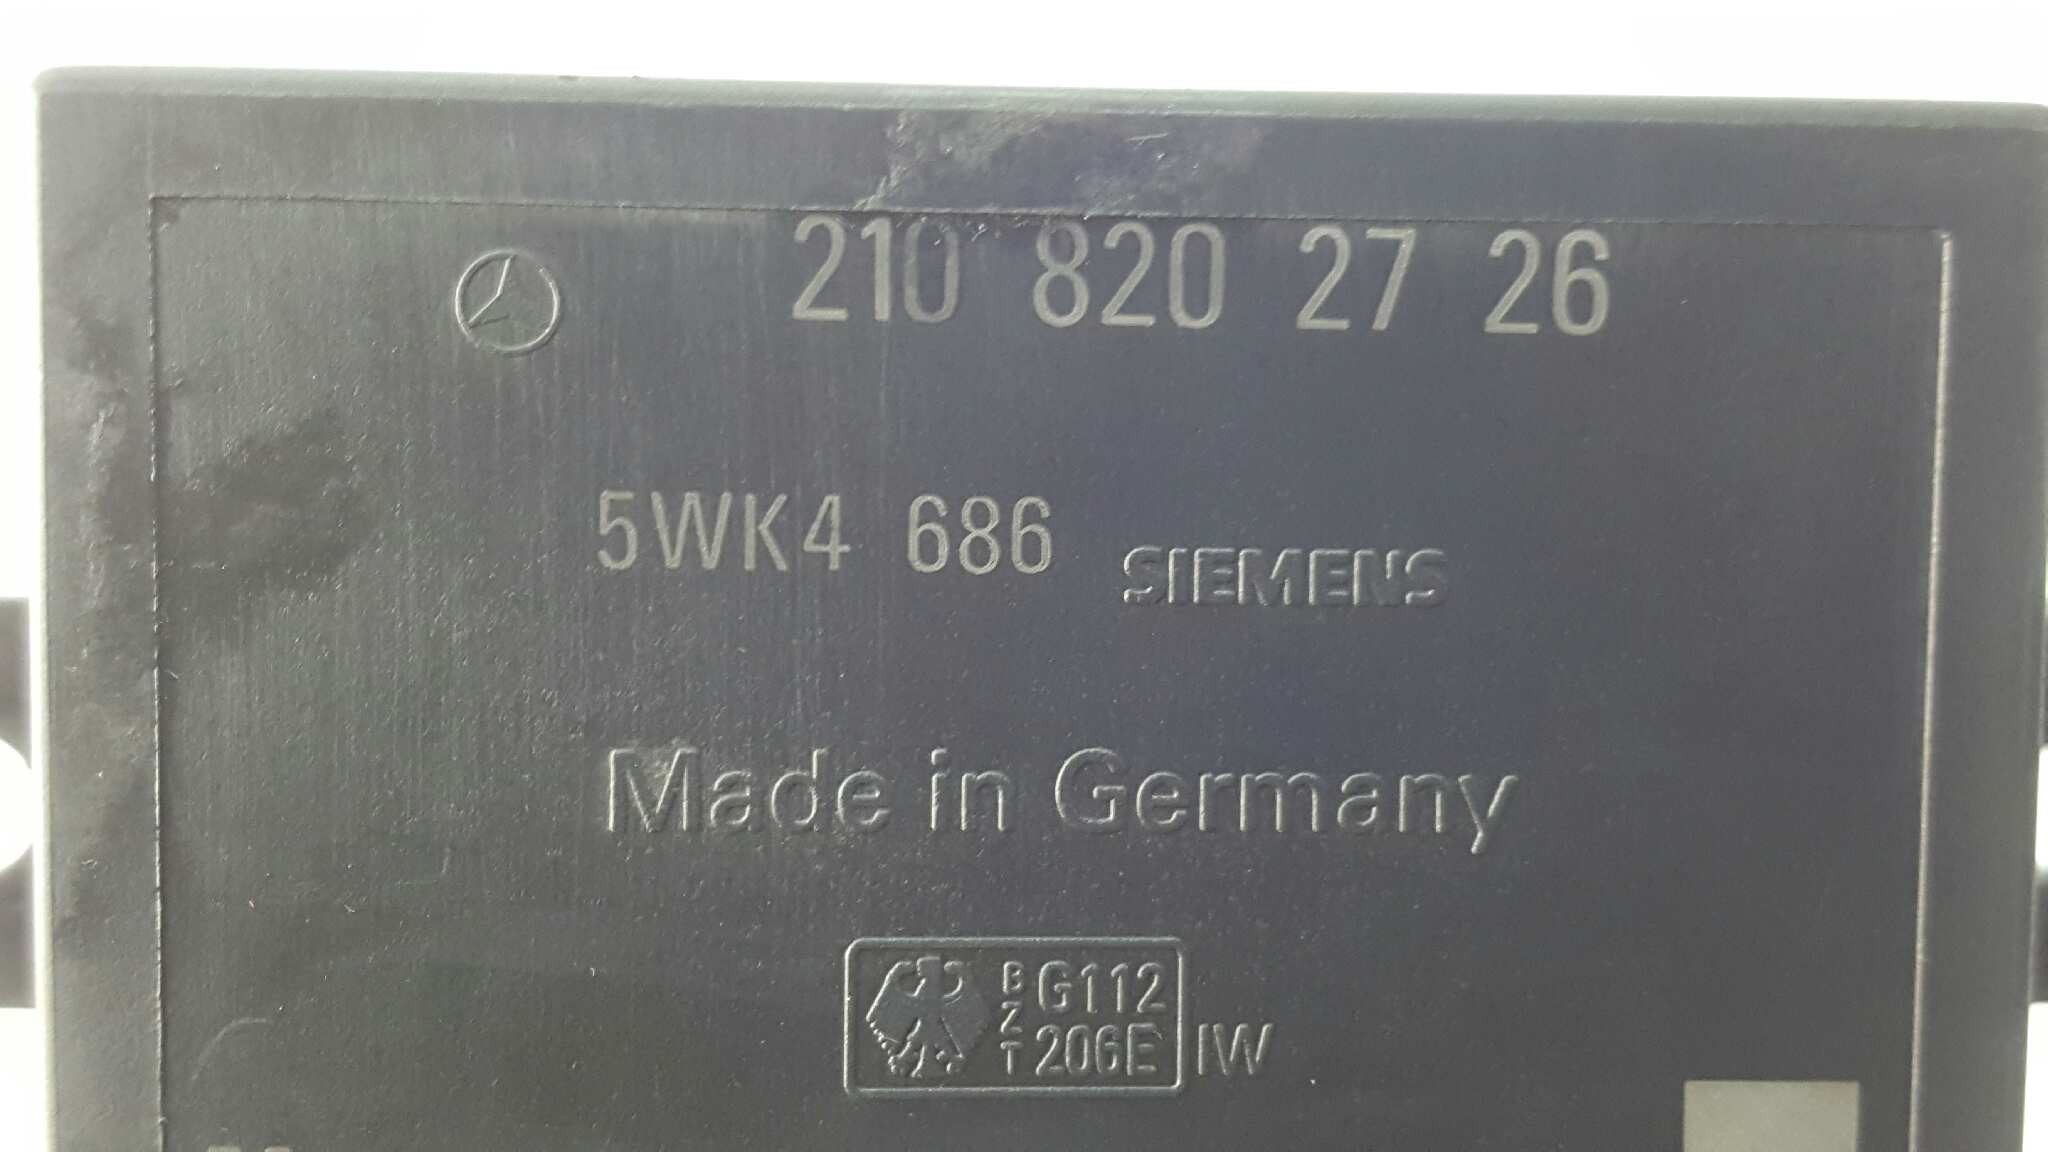 210 820 27 26
5WK4 686 SIEMENS
Made in Germany
BZT G112 206E IW